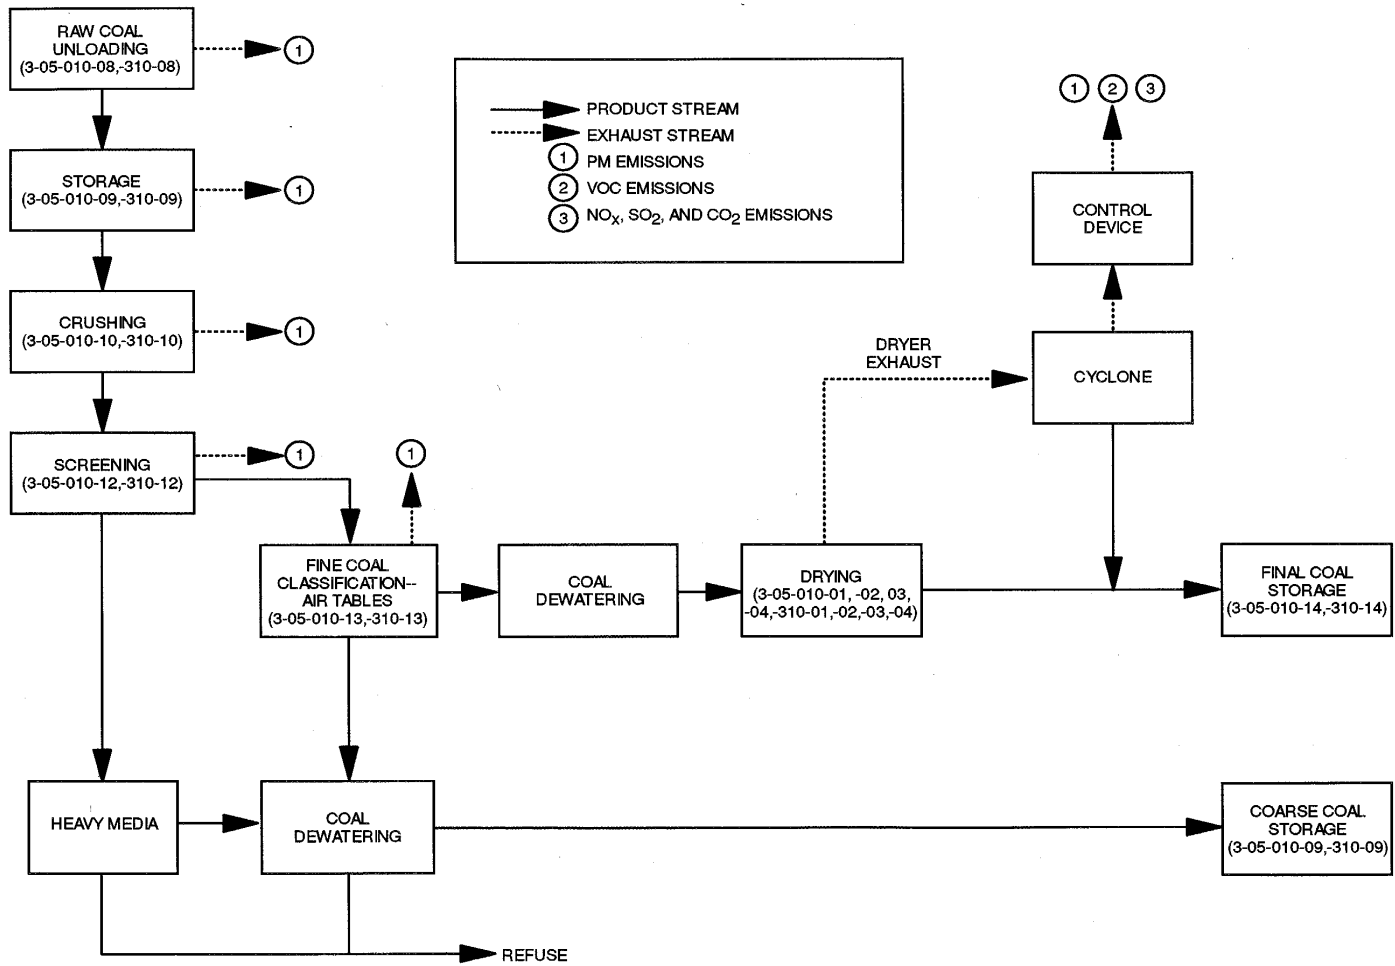 RAW COAL
UNLOADING
(3-05-010-08,-310-08)
1
STORAGE
(3-05-010-09,-310-09)
1
CRUSHING
(3-05-010-10,-310-10)
1
SCREENING
(3-05-010-12,-310-12)
1
PRODUCT STREAM
EXHAUST STREAM
1 PM EMISSIONS
2 VOC EMISSIONS
3 NOX, SO2, AND CO2 EMISSIONS
1 2 3
CONTROL
DEVICE
CYCLONE
DRYER
EXHAUST
1
FINE COAL
CLASSIFICATION--
AIR TABLES
(3-05-010-13,-310-13)
COAL
DEWATERING
DRYING
(3-05-010-01, -02, 03,
-04,-310-01,-02,-03,-04)
FINAL COAL
STORAGE
(3-05-010-14,-310-14)
HEAVY MEDIA
COAL
DEWATERING
COARSE COAL
STORAGE
(3-05-010-09,-310-09)
REFUSE